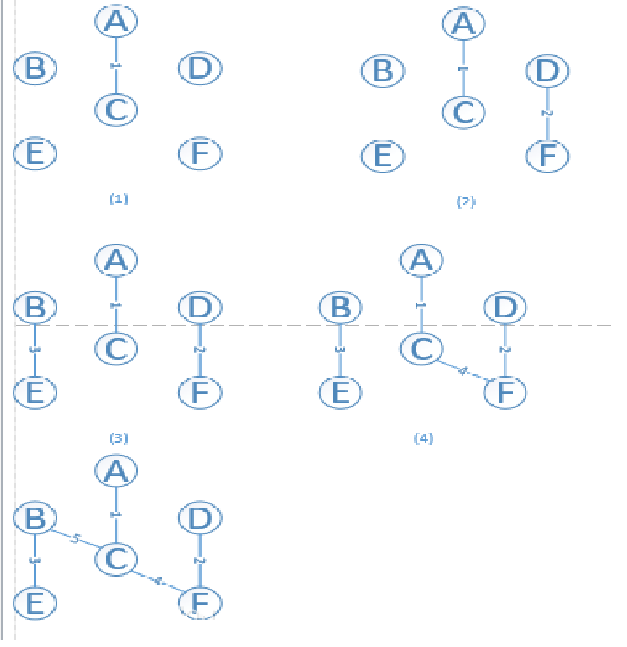 A A
B 1 D B 1 D
C C 2
E F E F
(1) (2)
A A
B D B D
1 1
3 C 2 3 C 2
4
E F E F
(3) (4)
A
B 1 D
5
3 C 2
4
E F